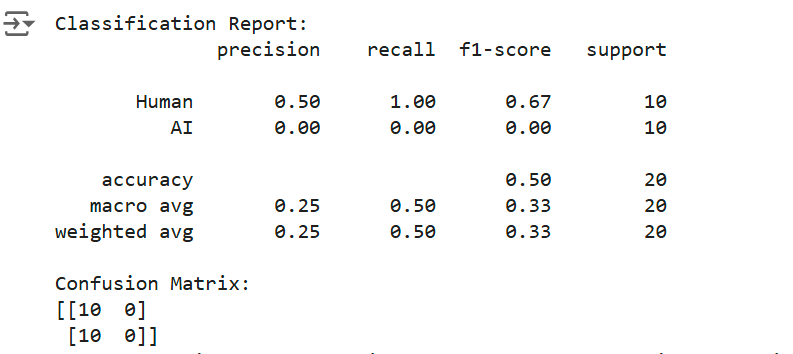 Classification Report:
precision recall f1-score support
Human 0.50 1.00 0.67 10
AI 0.00 0.00 0.00 10
accuracy 0.50 20
macro avg 0.25 0.50 0.33 20
weighted avg 0.25 0.50 0.33 20
Confusion Matrix:
[[10 0]
[10 0]]